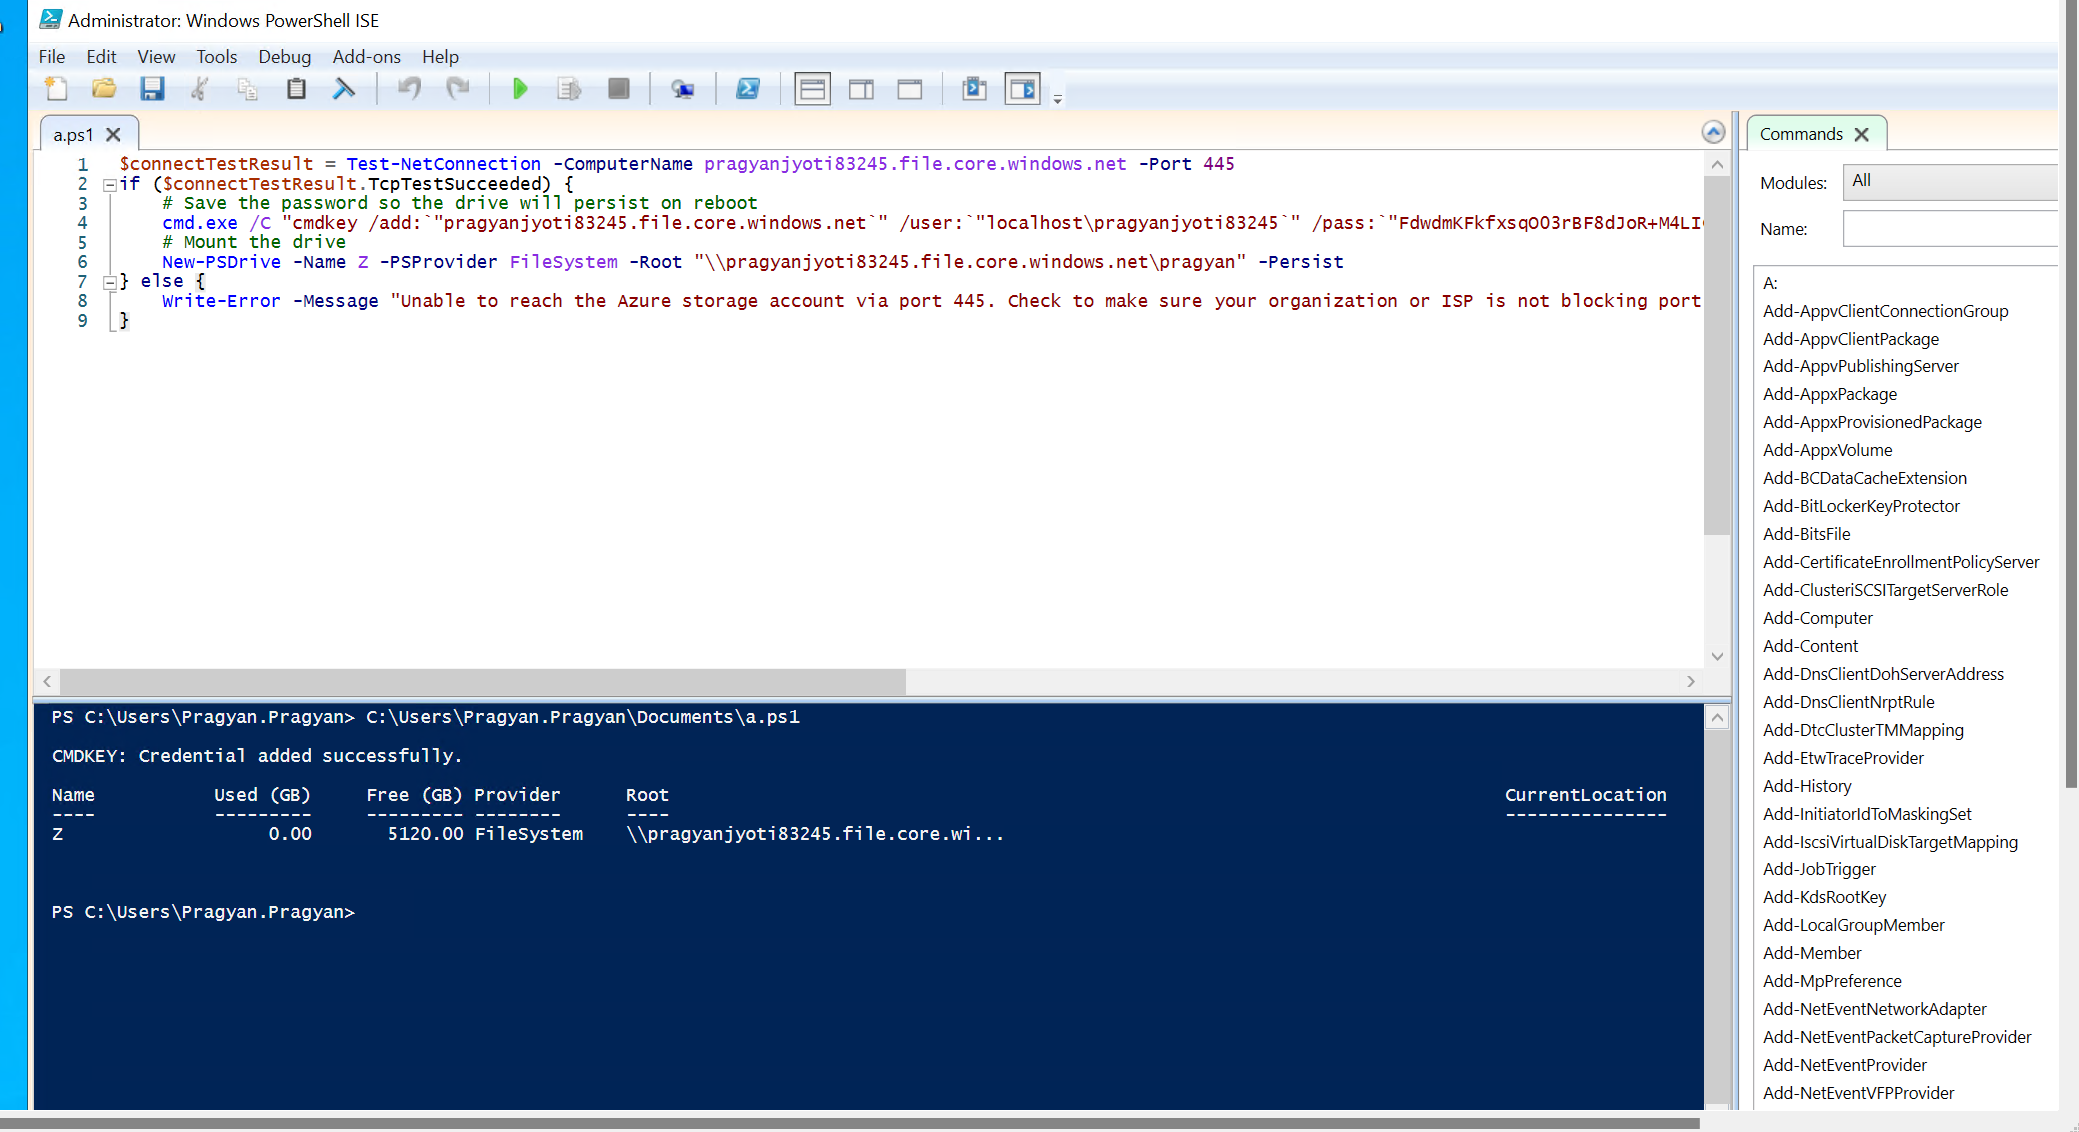 Administrator: Windows PowerShell ISE
File Edit View Tools Debug Add-ons Help
a.ps1
1 $connectTestResult = Test-NetConnection -ComputerName pragyanjyoti83245.file.core.windows.net -Port 445
2 if ($connectTestResult.TcpTestSucceeded) {
3 # Save the password so the drive will persist on reboot
4 cmd.exe /C "cmdkey /add:`"pragyanjyoti83245.file.core.windows.net`" /user:`"localhost\pragyanjyoti83245`" /pass:`"FdwdmKFkfxsqOO3rBF8dJoR+M4LI
5 # Mount the drive
6 New-PSDrive -Name Z -PSProvider FileSystem -Root "\\pragyanjyoti83245.file.core.windows.net\pragyan" -Persist
7 } else {
8 Write-Error -Message "Unable to reach the Azure storage account via port 445. Check to make sure your organization or ISP is not blocking port
9 }
PS C:\Users\Pragyan.Pragyan> C:\Users\Pragyan.Pragyan\Documents\a.ps1
CMDKEY: Credential added successfully.
Name Used (GB) Free (GB) Provider Root CurrentLocation
---- --------- --------- -------- ---- ---------------
Z 0.00 5120.00 FileSystem \\pragyanjyoti83245.file.core.wi...
PS C:\Users\Pragyan.Pragyan>
Commands
Modules: All
Name:
A:
Add-AppvClientConnectionGroup
Add-AppvClientPackage
Add-AppvPublishingServer
Add-AppxPackage
Add-AppxProvisionedPackage
Add-AppxVolume
Add-BCDataCacheExtension
Add-BitLockerKeyProtector
Add-BitsFile
Add-CertificateEnrollmentPolicyServer
Add-ClusteriSCSITargetServerRole
Add-Computer
Add-Content
Add-DnsClientDohServerAddress
Add-DnsClientNrptRule
Add-DtcClusterTMMapping
Add-EtwTraceProvider
Add-History
Add-InitiatorIdToMaskingSet
Add-IscsiVirtualDiskTargetMapping
Add-JobTrigger
Add-KdsRootKey
Add-LocalGroupMember
Add-Member
Add-MpPreference
Add-NetEventNetworkAdapter
Add-NetEventPacketCaptureProvider
Add-NetEventProvider
Add-NetEventVFPProvider